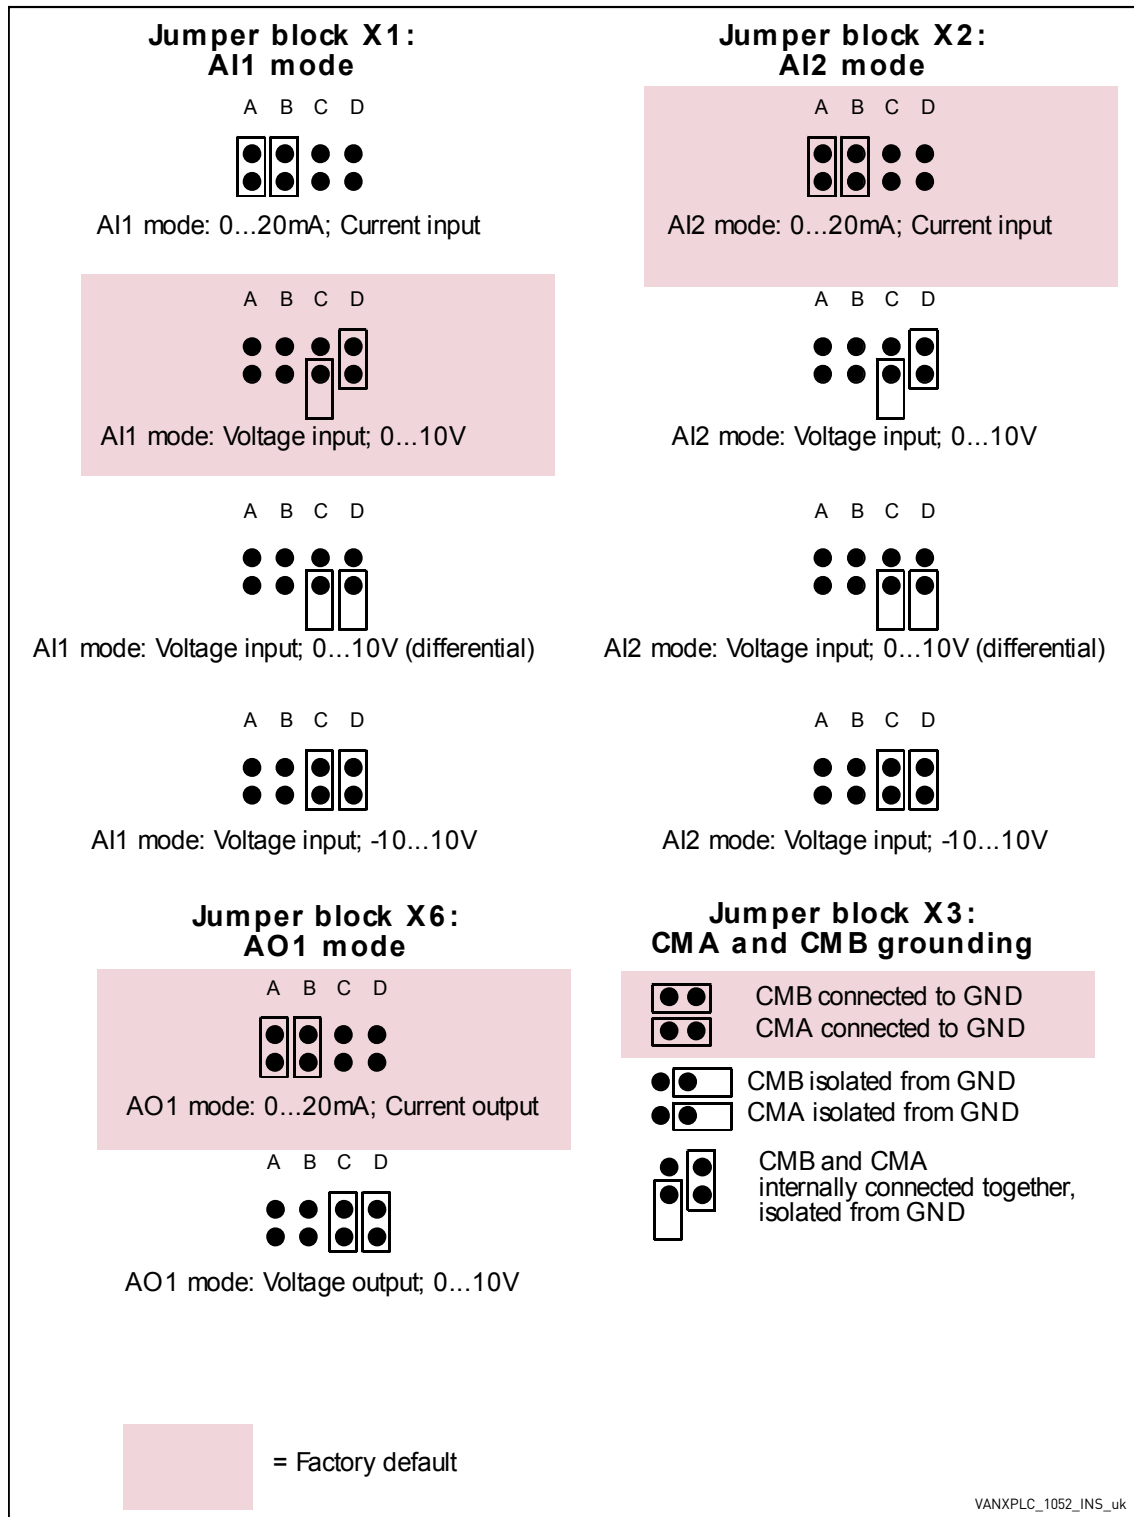 Jumper block X1:
AI1 mode
A B C D
AI1 mode: 0...20mA; Current input
A B C D
AI1 mode: Voltage input; 0...10V
A B C D
AI1 mode: Voltage input; 0...10V (differential)
A B C D
AI1 mode: Voltage input; -10...10V
Jumper block X2:
AI2 mode
A B C D
AI2 mode: 0...20mA; Current input
A B C D
AI2 mode: Voltage input; 0...10V
A B C D
AI2 mode: Voltage input; 0...10V (differential)
A B C D
AI2 mode: Voltage input; -10...10V
Jumper block X6:
AO1 mode
A B C D
AO1 mode: 0...20mA; Current output
A B C D
AO1 mode: Voltage output; 0...10V
Jumper block X3:
CMA and CMB grounding
CMB connected to GND
CMA connected to GND
CMB isolated from GND
CMA isolated from GND
CMB and CMA
internally connected together,
isolated from GND
= Factory default
VANXPLC_1052_INS_uk